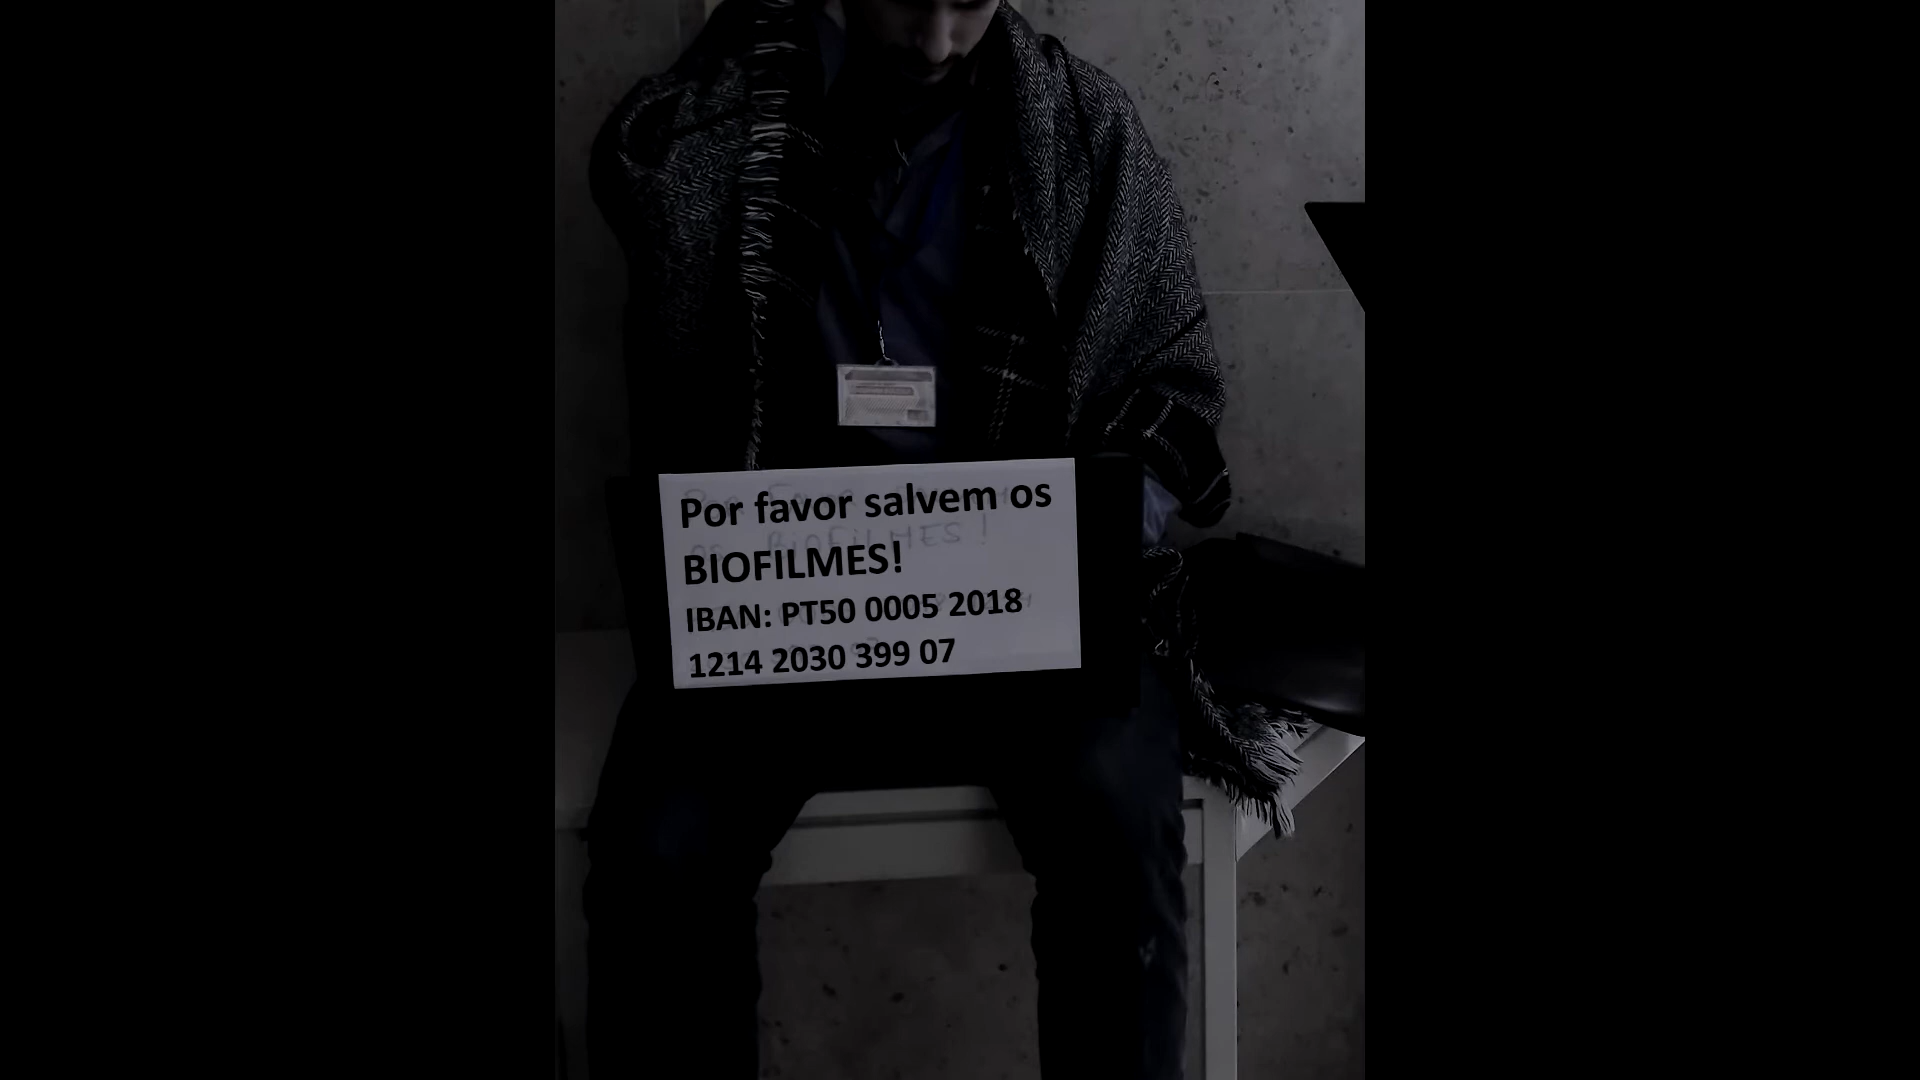 Por favor salvem os
BIOFILMES!
IBAN: PT50 0005 2018
1214 2030 399 07